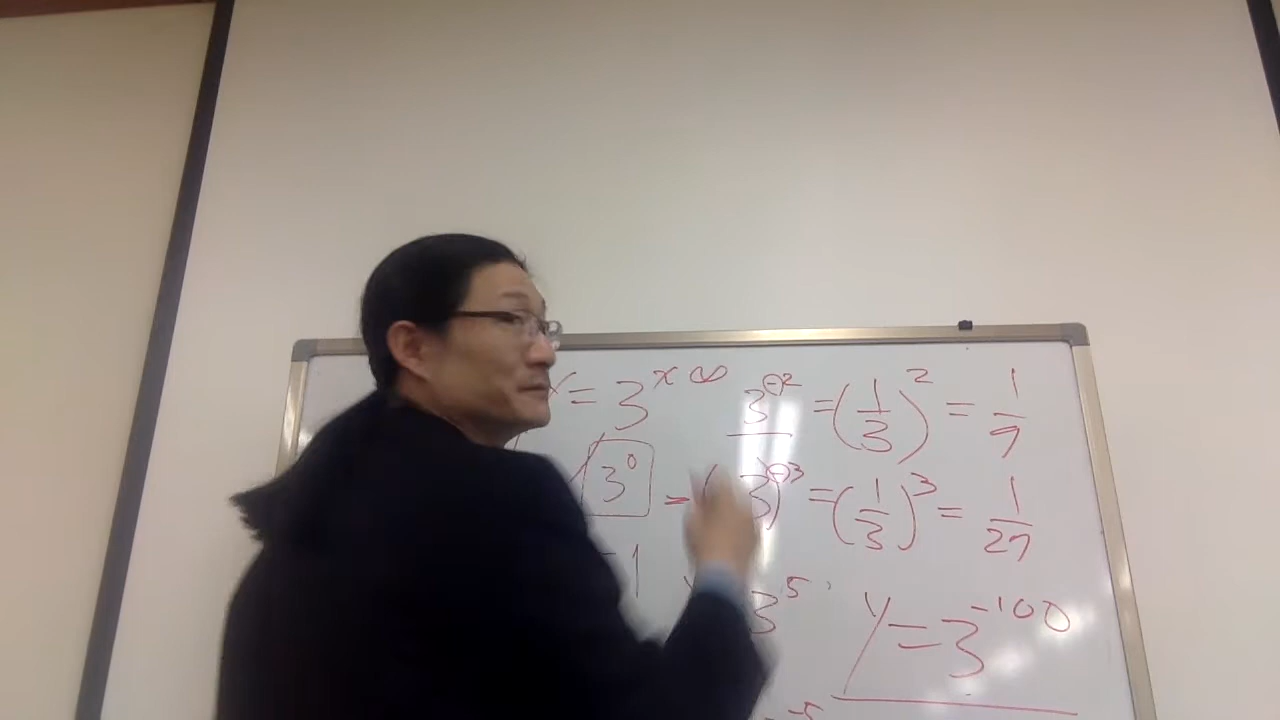 Y = 3^x ∞ 3^-2 = (1/3)^2 = 1/9
3^0 = (3)^-3 = (1/3)^3 = 1/27
= 1 3^5 Y = 3^-100
-5